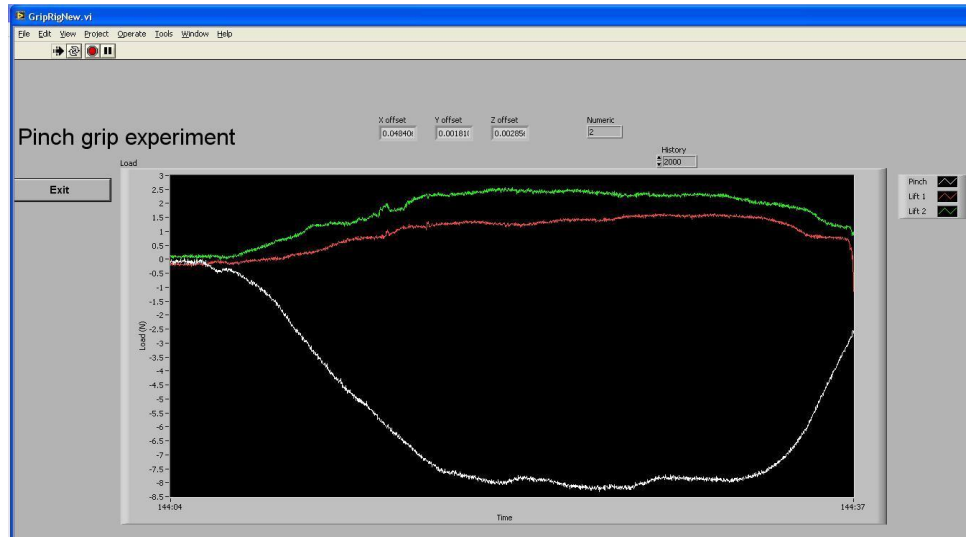 GripRigNew.vi
File Edit View Project Operate Tools Window Help
X offset Y offset Z offset Numeric
0.04840 0.00181 0.00285 2
Pinch grip experiment
History
2000
Load
Exit
Pinch
Lift 1
Lift 2
3
2.5
2
1.5
1
0.5
0
-0.5
-1
-1.5
-2
-2.5
-3
-3.5
-4
-4.5
-5
-5.5
-6
-6.5
-7
-7.5
-8
-8.5
Load (N)
144:04 144:37
Time